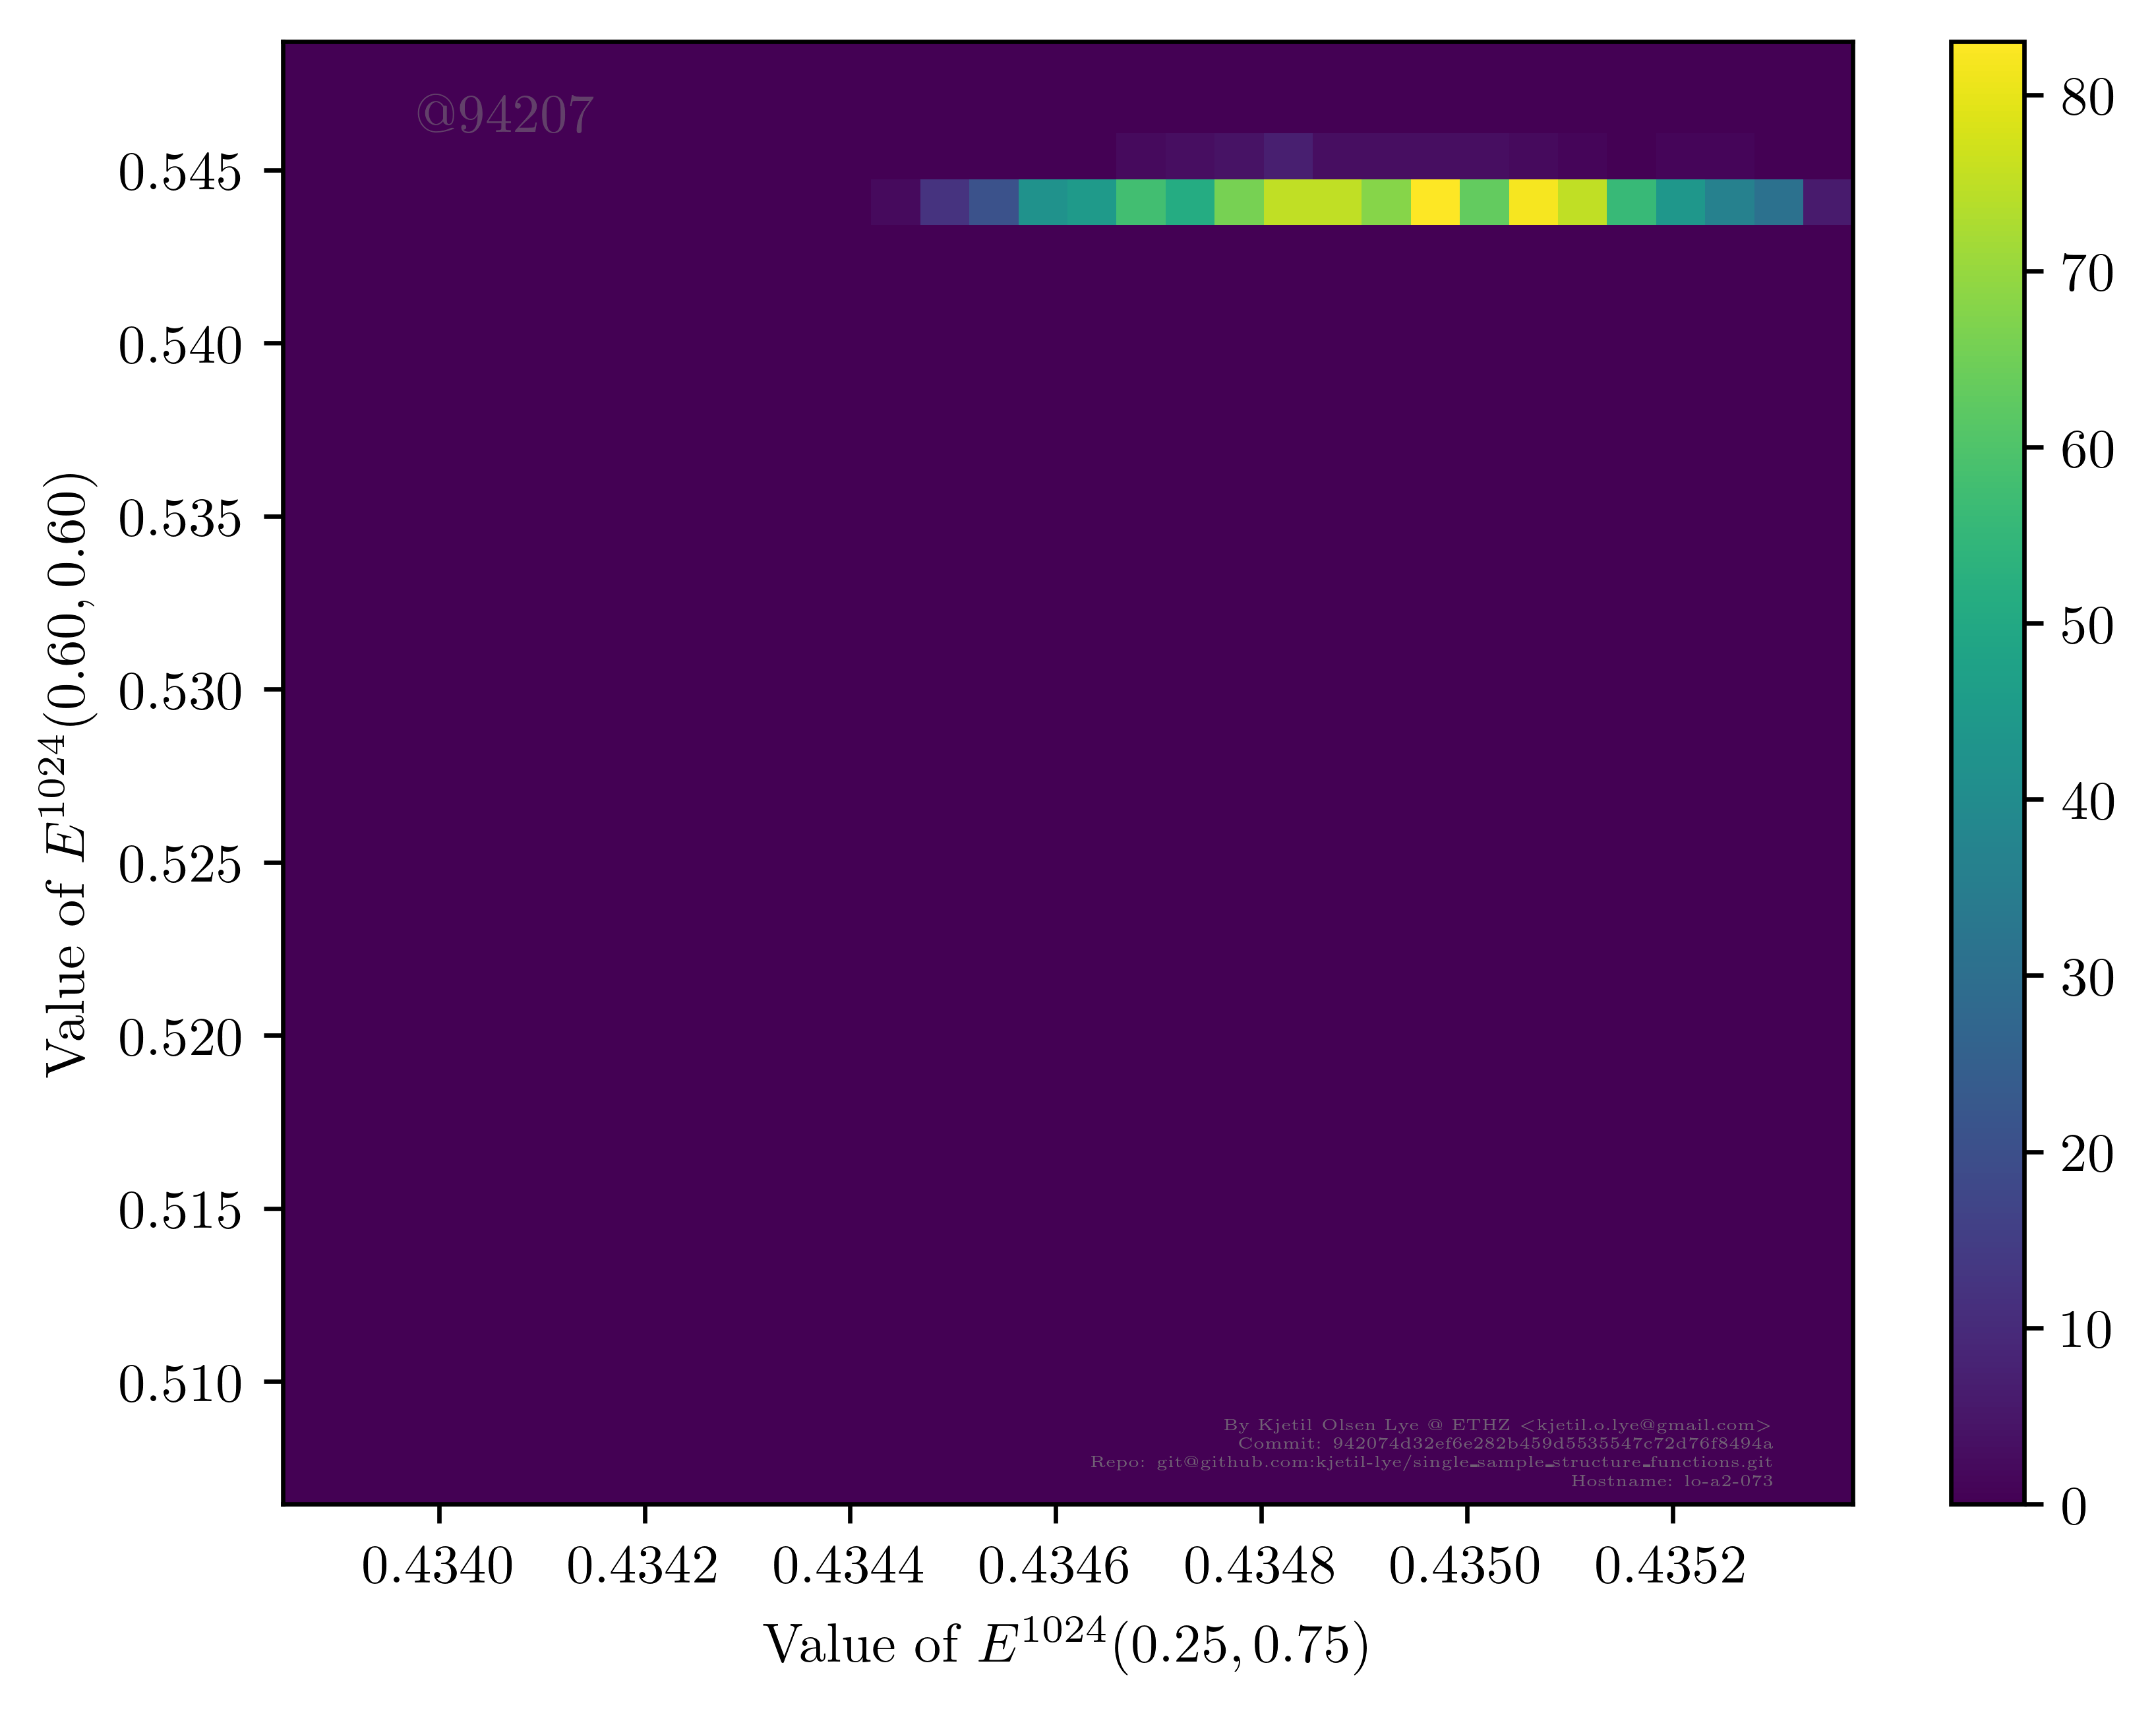 @94207
0.545
0.540
0.535
0.530
0.525
0.520
0.515
0.510
Value of E^1024(0.60, 0.60)
0.4340 0.4342 0.4344 0.4346 0.4348 0.4350 0.4352
Value of E^1024(0.25, 0.75)
80
70
60
50
40
30
20
10
0
By Kjetil Olsen Lye @ ETHZ <kjetil.o.lye@gmail.com>
Commit: 942074d32ef6e282b459d5535547c72d76f8494a
Repo: git@github.com:kjetil-lye/single_sample_structure_functions.git
Hostname: lo-a2-073